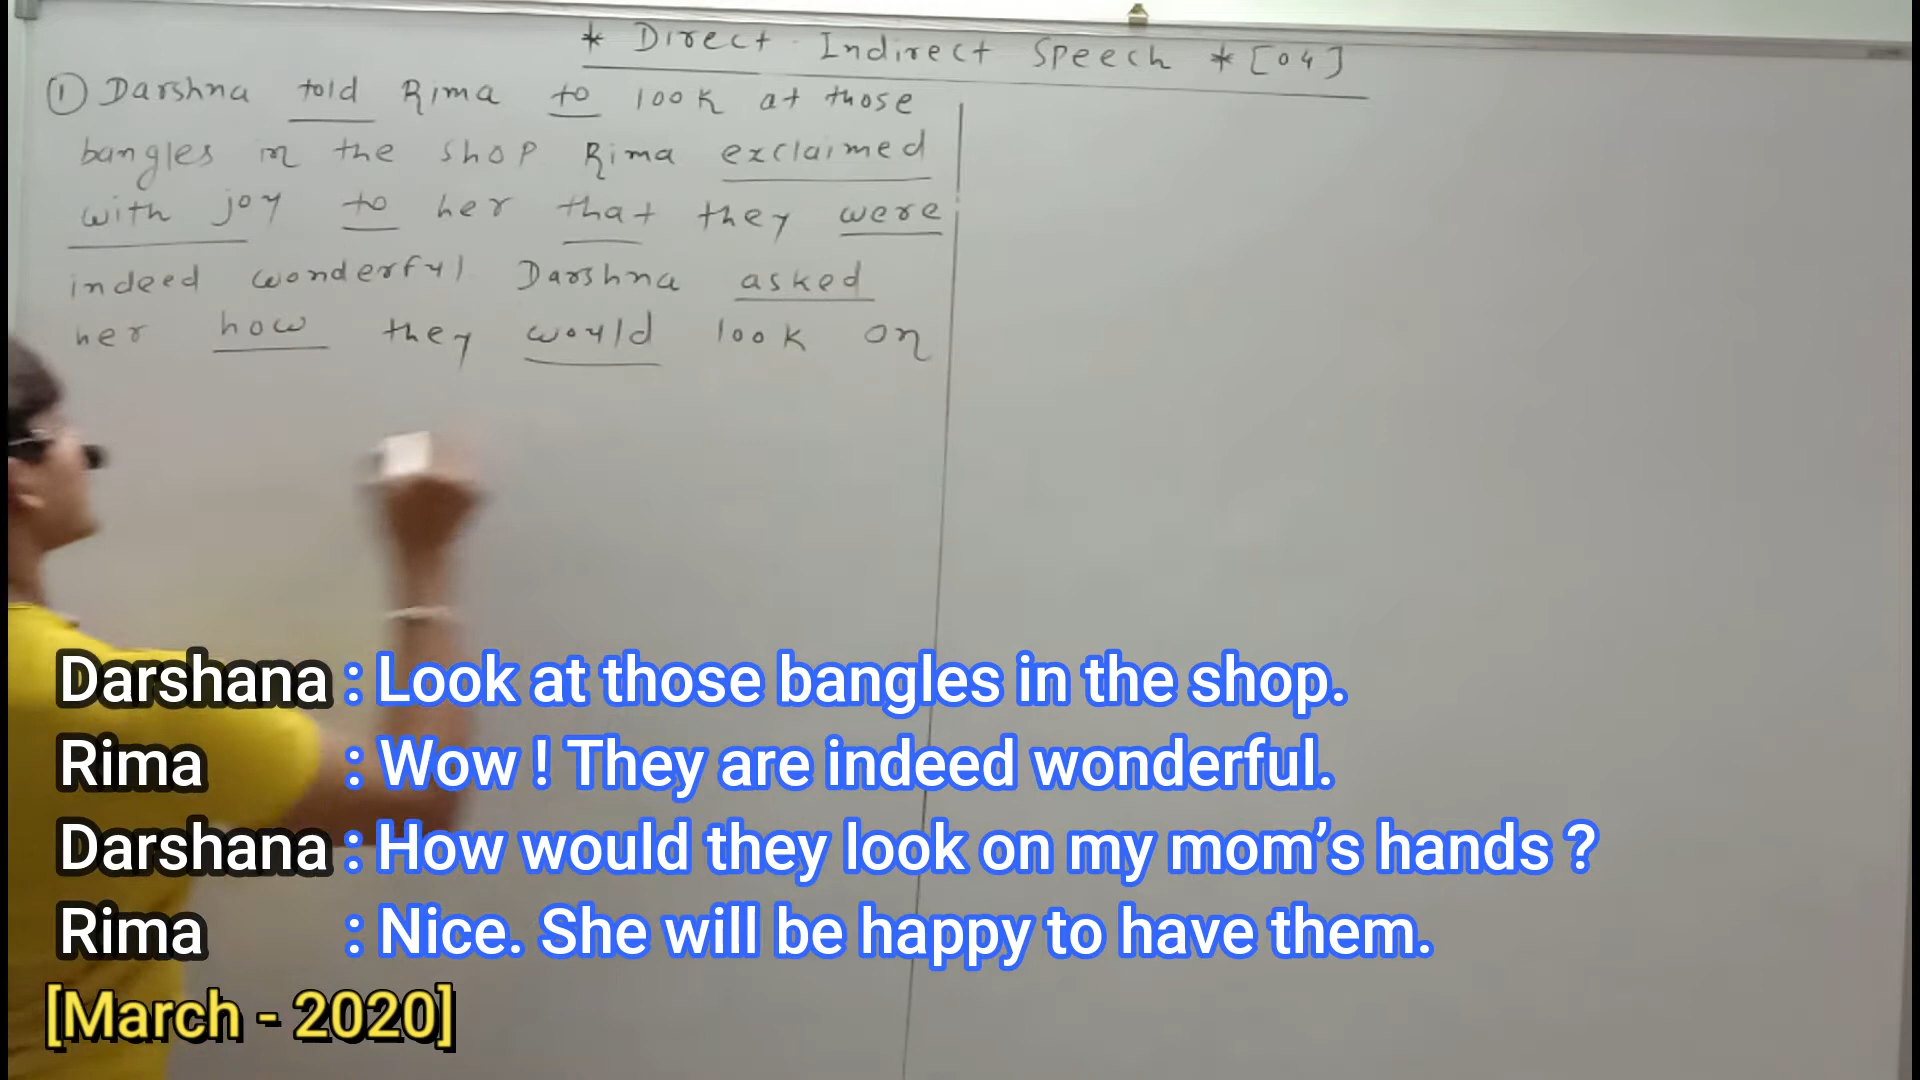 * Direct Indirect Speech * [04]
① Darshna told Rima to look at those
bangles in the shop Rima exclaimed
with joy to her that they were
indeed wonderful. Darshna asked
her how they would look on
Darshana : Look at those bangles in the shop.
Rima : Wow ! They are indeed wonderful.
Darshana : How would they look on my mom’s hands ?
Rima : Nice. She will be happy to have them.
[March - 2020]